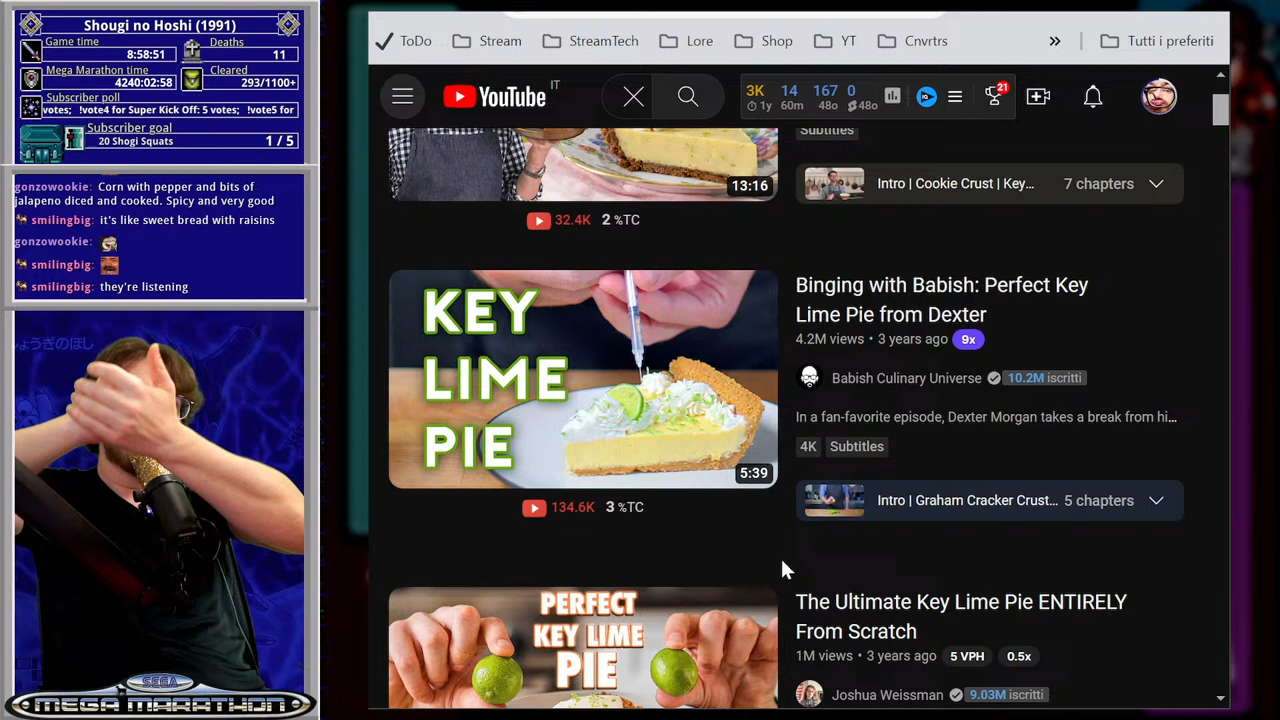 Shougi no Hoshi (1991)
Game time
8:58:51
Deaths
11
Mega Marathon time
4240:02:58
Cleared
293/1100+
Subscriber poll
votes; !vote4 for Super Kick Off: 5 votes; !vote5 for
Subscriber goal
20 Shogi Squats
1 / 5
gonzowookie: Corn with pepper and bits of
jalapeno diced and cooked. Spicy and very good
smilingbig: it's like sweet bread with raisins
gonzowookie:
smilingbig:
smilingbig: they're listening
ょうぎのほし
SEGA
MEGA MARATHON
ToDo
Stream
StreamTech
Lore
Shop
YT
Cnvrtrs
»
Tutti i preferiti
YouTube IT
3K 14 167 0
1y 60m 48o 48o
21
13:16
32.4K 2 %TC
Subtitles
Intro | Cookie Crust | Key... 7 chapters
KEY
LIME
PIE
5:39
134.6K 3 %TC
Binging with Babish: Perfect Key
Lime Pie from Dexter
4.2M views • 3 years ago 9x
Babish Culinary Universe 10.2M iscritti
In a fan-favorite episode, Dexter Morgan takes a break from hi...
4K Subtitles
Intro | Graham Cracker Crust... 5 chapters
PERFECT
KEY LIME
PIE
The Ultimate Key Lime Pie ENTIRELY
From Scratch
1M views • 3 years ago 5 VPH 0.5x
Joshua Weissman 9.03M iscritti